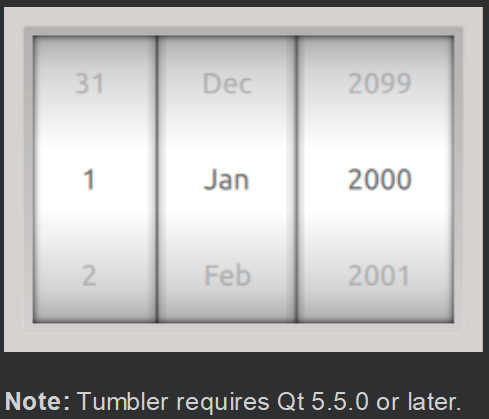 31 Dec 2099
1 Jan 2000
2 Feb 2001
Note: Tumbler requires Qt 5.5.0 or later.